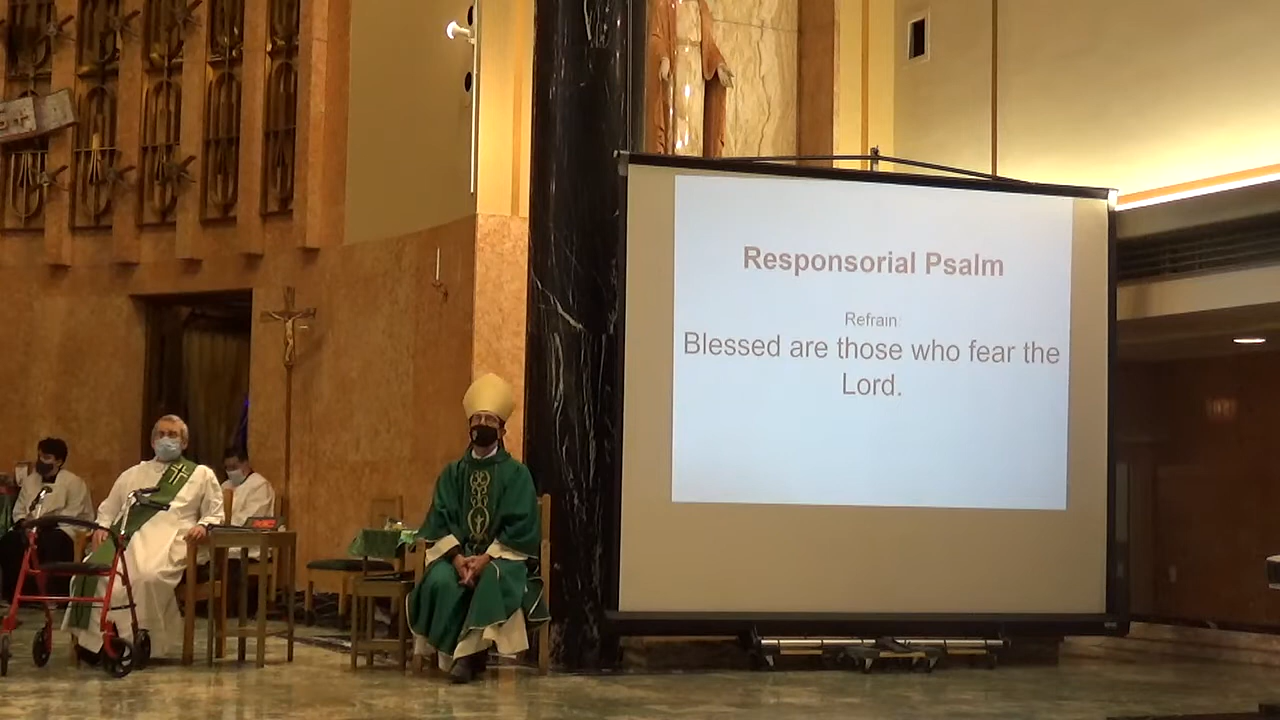 Responsorial Psalm
Refrain
Blessed are those who fear the
Lord.